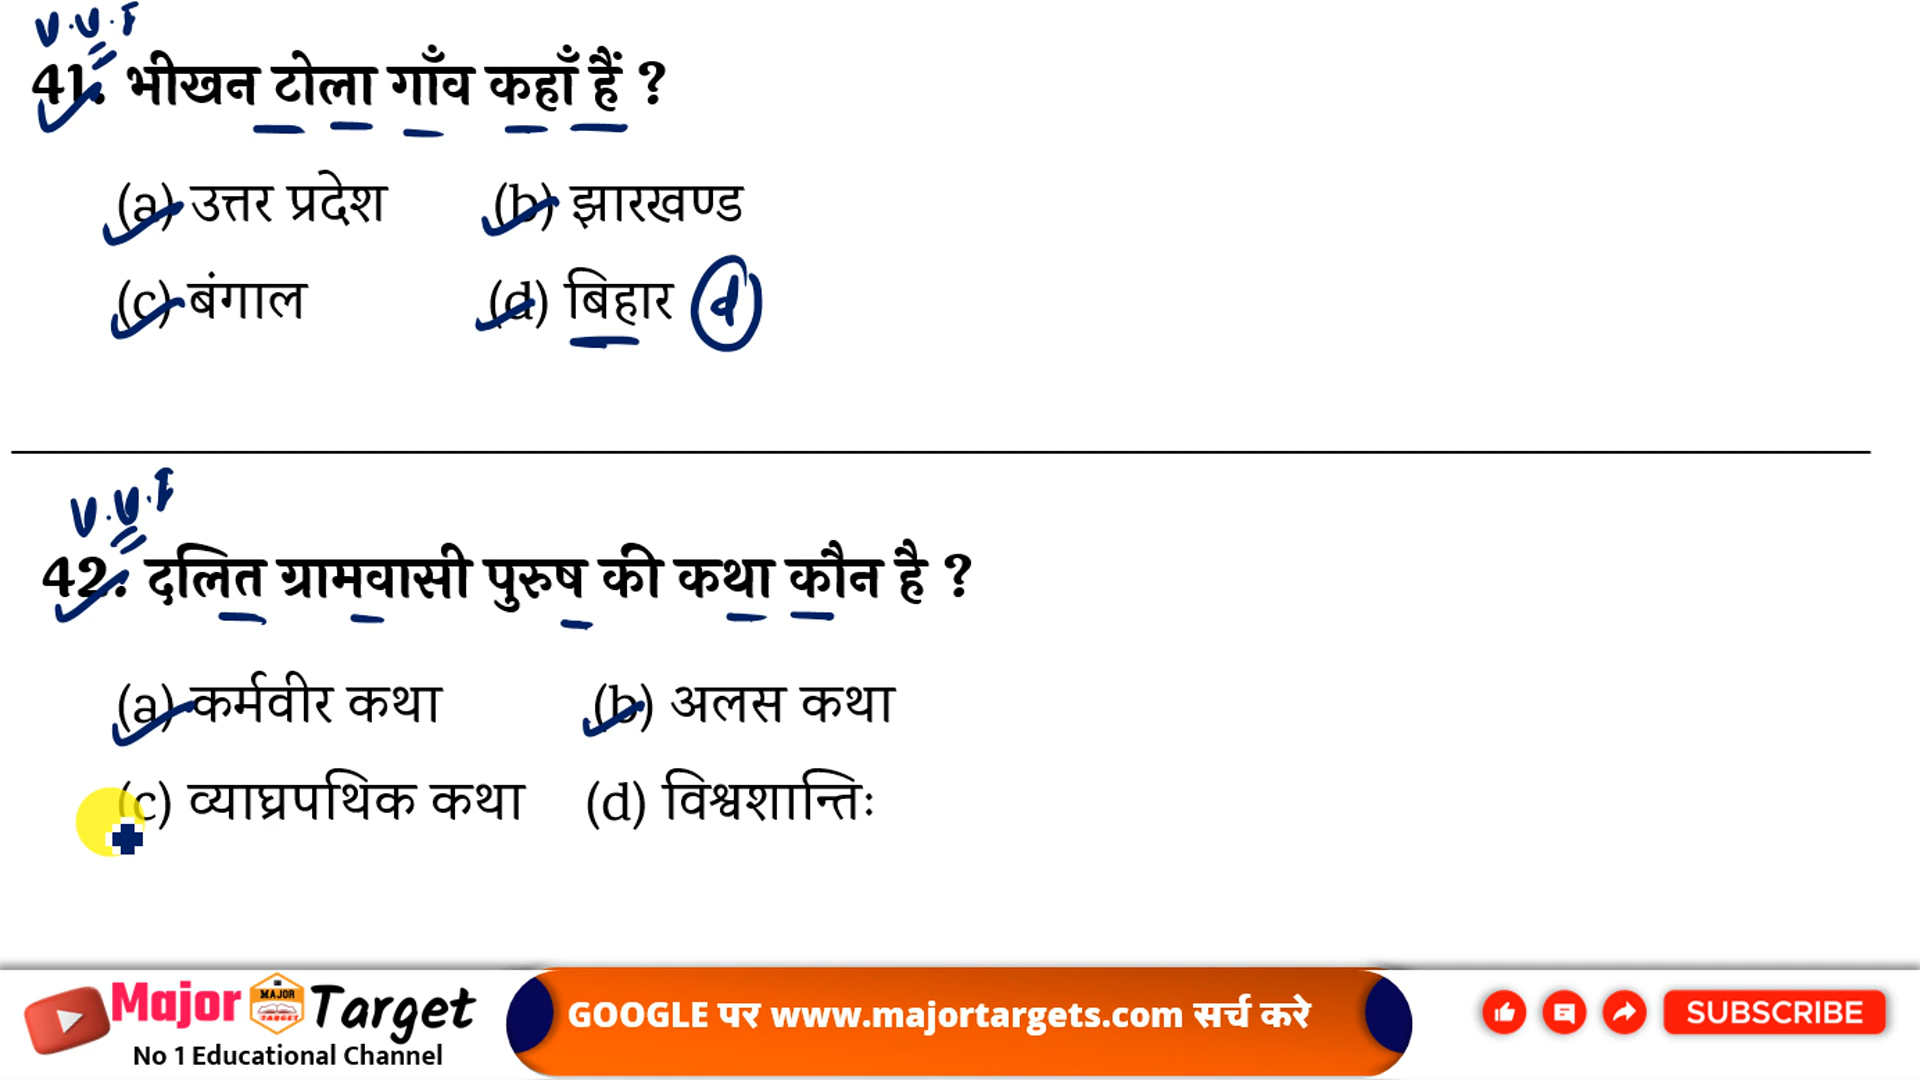 V.V.I
41. भीखन टोला गाँव कहाँ हैं ?
(a) उत्तर प्रदेश (b) झारखण्ड
(c) बंगाल (d) बिहार d
V.V.I
42. दलित ग्रामवासी पुरुष की कथा कौन है ?
(a) कर्मवीर कथा (b) अलस कथा
(c) व्याघ्रपथिक कथा (d) विश्वशान्तिः
Major MAJOR TARGET Target
No 1 Educational Channel
GOOGLE पर www.majortargets.com सर्च करे
SUBSCRIBE